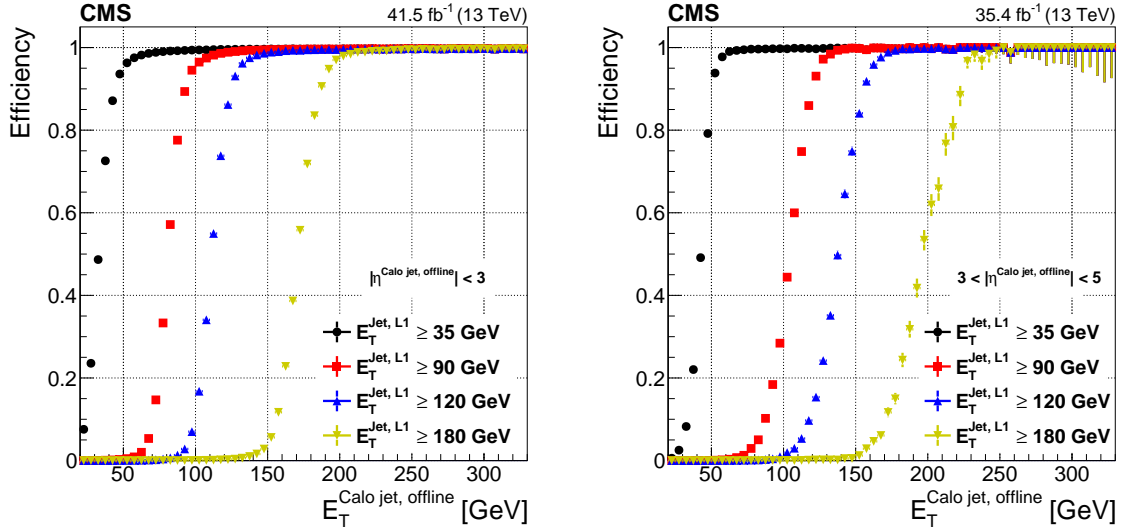 CMS 41.5 fb⁻¹ (13 TeV)
Efficiency
1
0.8
0.6
0.4
0.2
0
|η^Calo jet, offline| < 3
E_T^Jet, L1 ≥ 35 GeV
E_T^Jet, L1 ≥ 90 GeV
E_T^Jet, L1 ≥ 120 GeV
E_T^Jet, L1 ≥ 180 GeV
50 100 150 200 250 300
E_T^Calo jet, offline [GeV]
CMS 35.4 fb⁻¹ (13 TeV)
Efficiency
1
0.8
0.6
0.4
0.2
0
3 < |η^Calo jet, offline| < 5
E_T^Jet, L1 ≥ 35 GeV
E_T^Jet, L1 ≥ 90 GeV
E_T^Jet, L1 ≥ 120 GeV
E_T^Jet, L1 ≥ 180 GeV
50 100 150 200 250 300
E_T^Calo jet, offline [GeV]